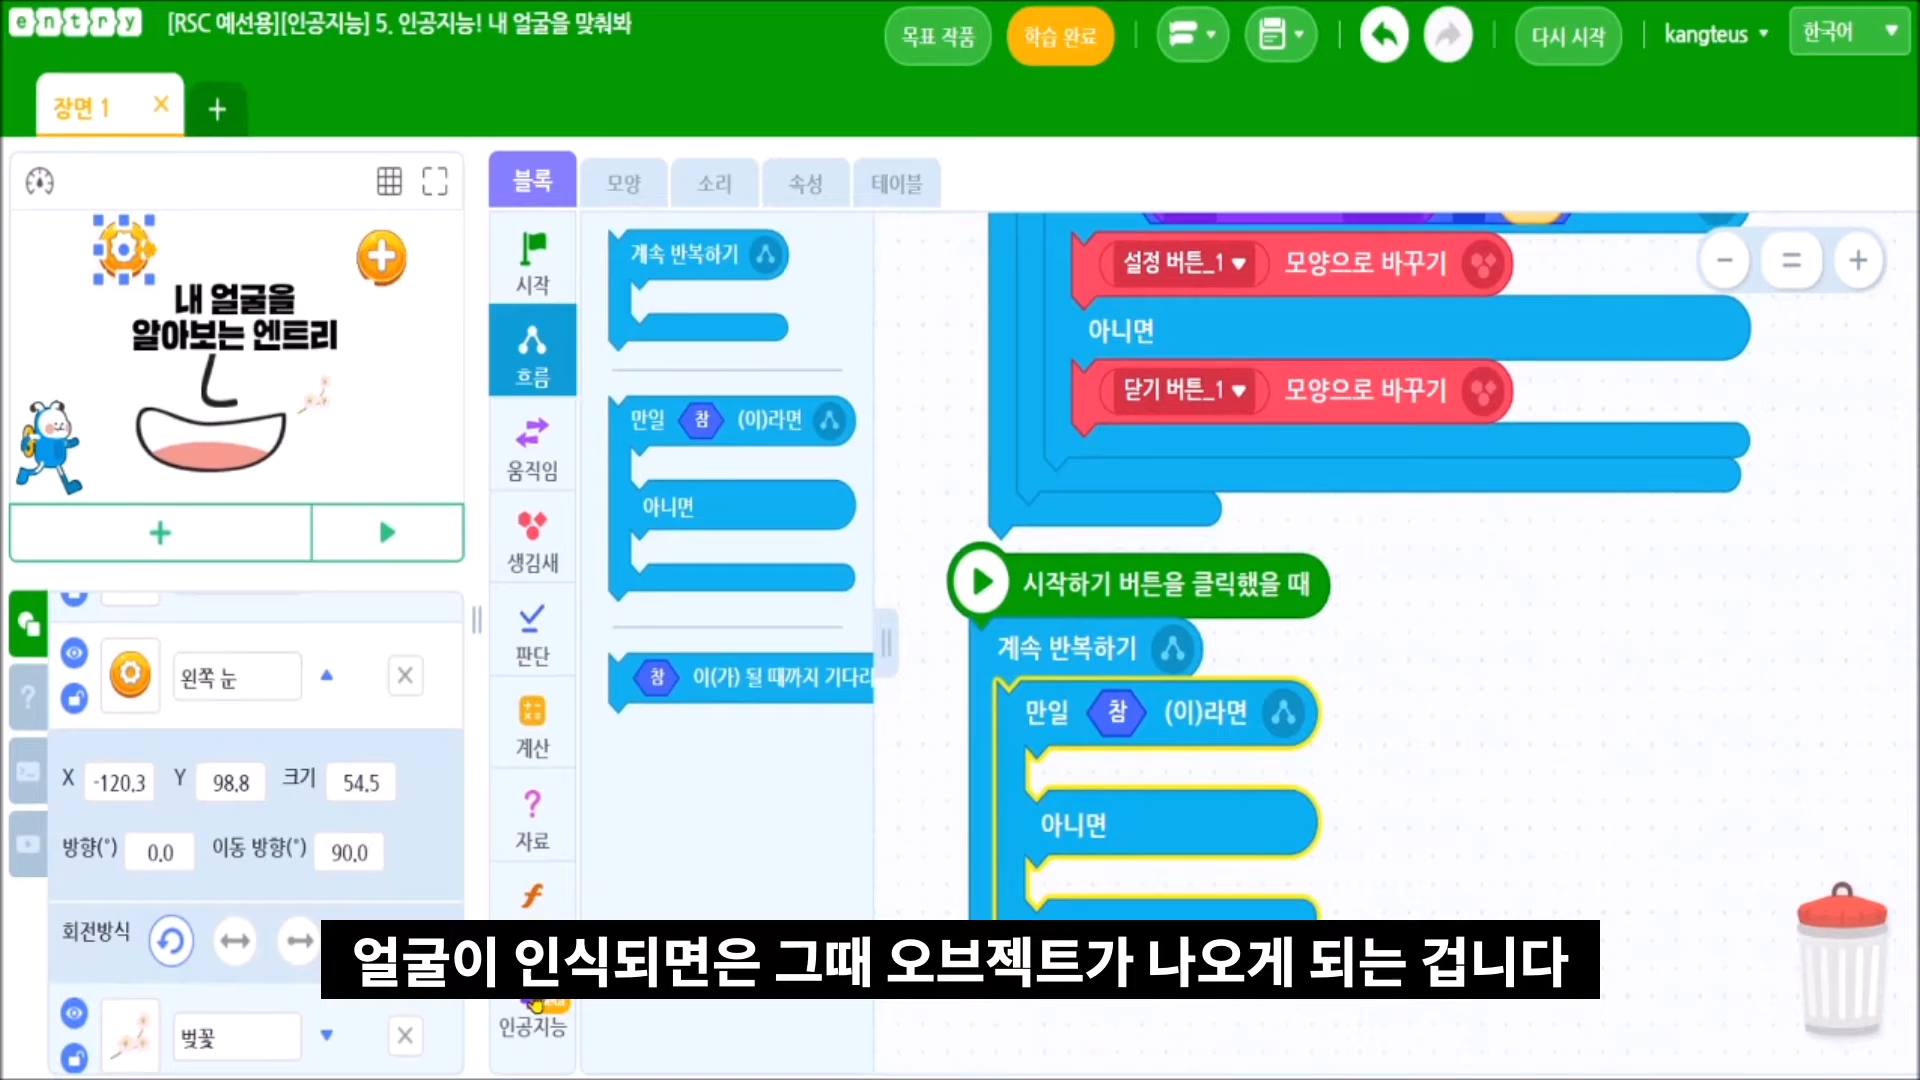 entry
[RSC 예선용][인공지능] 5. 인공지능! 내 얼굴을 맞춰봐
목표 작품
학습 완료
다시 시작
kangteus
한국어
장면 1
블록
모양
소리
속성
테이블
내 얼굴을
알아보는 엔트리
시작
흐름
움직임
생김새
판단
계산
자료
인공지능
계속 반복하기
만일 참 (이)라면
아니면
참 이(가) 될 때까지 기다리
설정 버튼_1 모양으로 바꾸기
아니면
닫기 버튼_1 모양으로 바꾸기
시작하기 버튼을 클릭했을 때
계속 반복하기
만일 참 (이)라면
아니면
왼쪽 눈
X -120.3 Y 98.8 크기 54.5
방향(°) 0.0 이동 방향(°) 90.0
회전방식
벚꽃
얼굴이 인식되면은 그때 오브젝트가 나오게 되는 겁니다